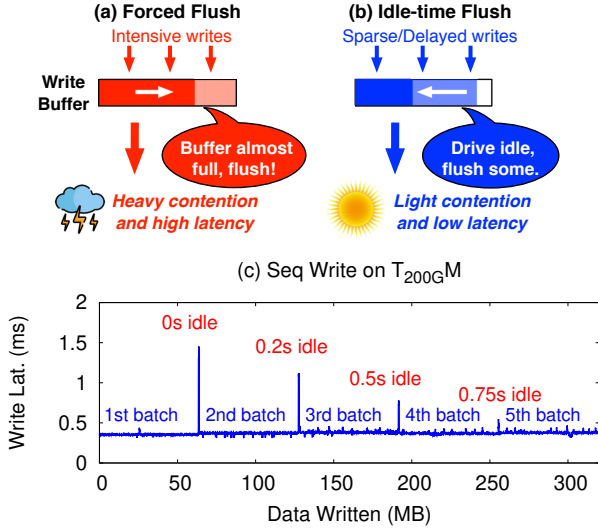 (a) Forced Flush
Intensive writes
(b) Idle-time Flush
Sparse/Delayed writes
Write
Buffer
Buffer almost
full, flush!
Drive idle,
flush some.
Heavy contention
and high latency
Light contention
and low latency
(c) Seq Write on T200GM
Write Lat. (ms)
2
1.5
1
0.5
0
0s idle
0.2s idle
0.5s idle
0.75s idle
1st batch
2nd batch
3rd batch
4th batch
5th batch
0
50
100
150
200
250
300
Data Written (MB)